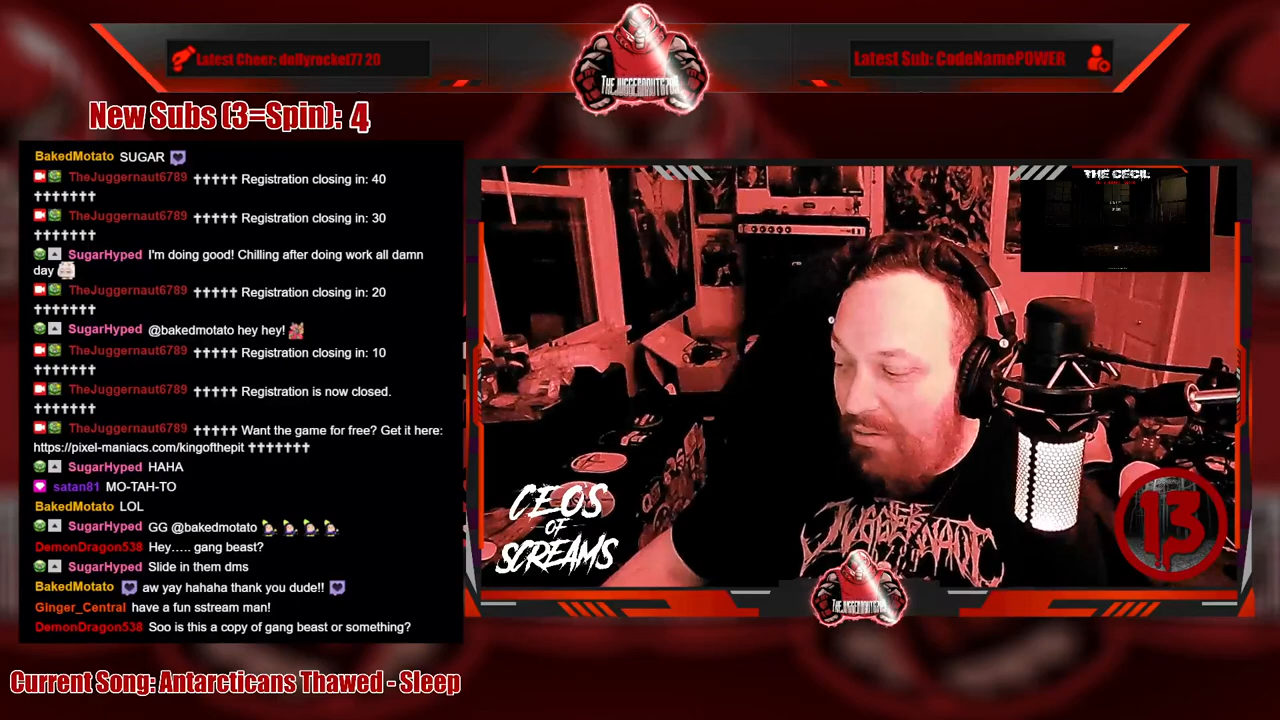 Latest Cheer: dollyrocket77 20
THEJUGGERNAUT6789
Latest Sub: CodeNamePOWER
New Subs (3=Spin): 4
BakedMotato SUGAR
TheJuggernaut6789 ✝✝✝✝✝ Registration closing in: 40
✝✝✝✝✝✝✝
TheJuggernaut6789 ✝✝✝✝✝ Registration closing in: 30
✝✝✝✝✝✝✝
SugarHyped I'm doing good! Chilling after doing work all damn
day
TheJuggernaut6789 ✝✝✝✝✝ Registration closing in: 20
✝✝✝✝✝✝✝
SugarHyped @bakedmotato hey hey!
TheJuggernaut6789 ✝✝✝✝✝ Registration closing in: 10
✝✝✝✝✝✝✝
TheJuggernaut6789 ✝✝✝✝✝ Registration is now closed.
✝✝✝✝✝✝✝
TheJuggernaut6789 ✝✝✝✝✝ Want the game for free? Get it here:
https://pixel-maniacs.com/kingofthepit ✝✝✝✝✝✝✝
SugarHyped HAHA
satan81 MO-TAH-TO
BakedMotato LOL
SugarHyped GG @bakedmotato
DemonDragon538 Hey..... gang beast?
SugarHyped Slide in them dms
BakedMotato aw yay hahaha thank you dude!!
Ginger_Central have a fun sstream man!
DemonDragon538 Soo is this a copy of gang beast or something?
THE CECIL
CEOS
OF
SCREAMS
JUGGERNAUT
13
THEJUGGERNAUT6789
Current Song: Antarcticans Thawed - Sleep